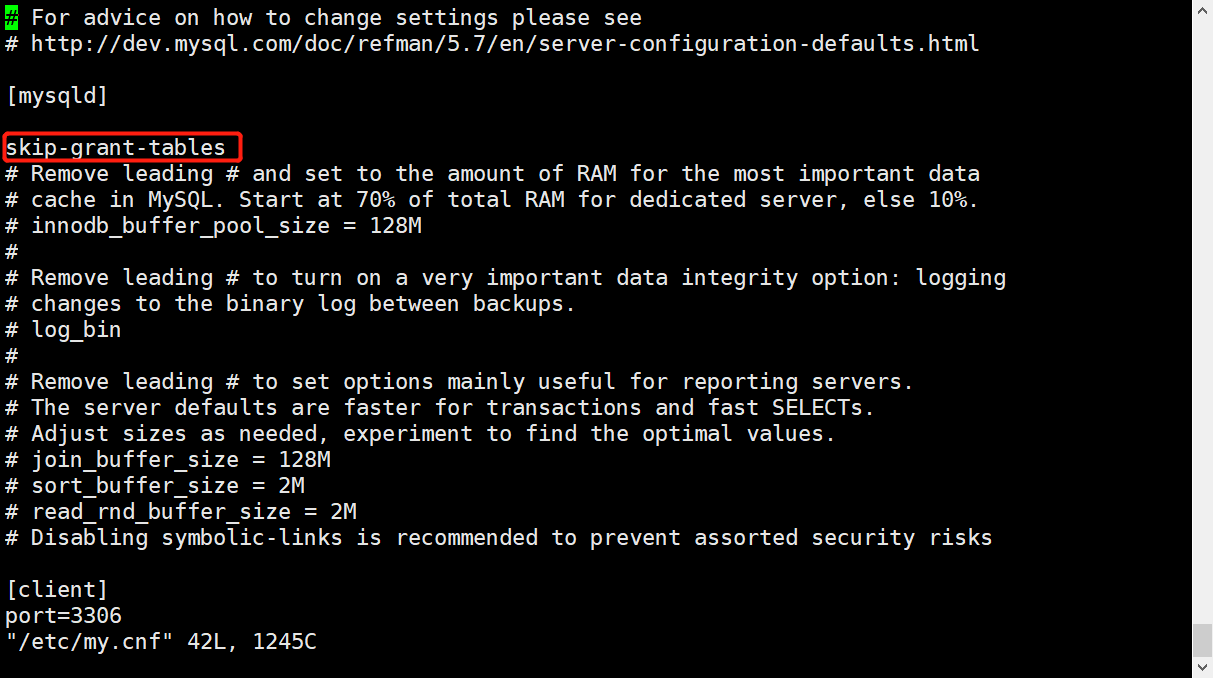 # For advice on how to change settings please see
# http://dev.mysql.com/doc/refman/5.7/en/server-configuration-defaults.html
[mysqld]
skip-grant-tables
# Remove leading # and set to the amount of RAM for the most important data
# cache in MySQL. Start at 70% of total RAM for dedicated server, else 10%.
# innodb_buffer_pool_size = 128M
#
# Remove leading # to turn on a very important data integrity option: logging
# changes to the binary log between backups.
# log_bin
#
# Remove leading # to set options mainly useful for reporting servers.
# The server defaults are faster for transactions and fast SELECTs.
# Adjust sizes as needed, experiment to find the optimal values.
# join_buffer_size = 128M
# sort_buffer_size = 2M
# read_rnd_buffer_size = 2M
# Disabling symbolic-links is recommended to prevent assorted security risks
[client]
port=3306
"/etc/my.cnf" 42L, 1245C